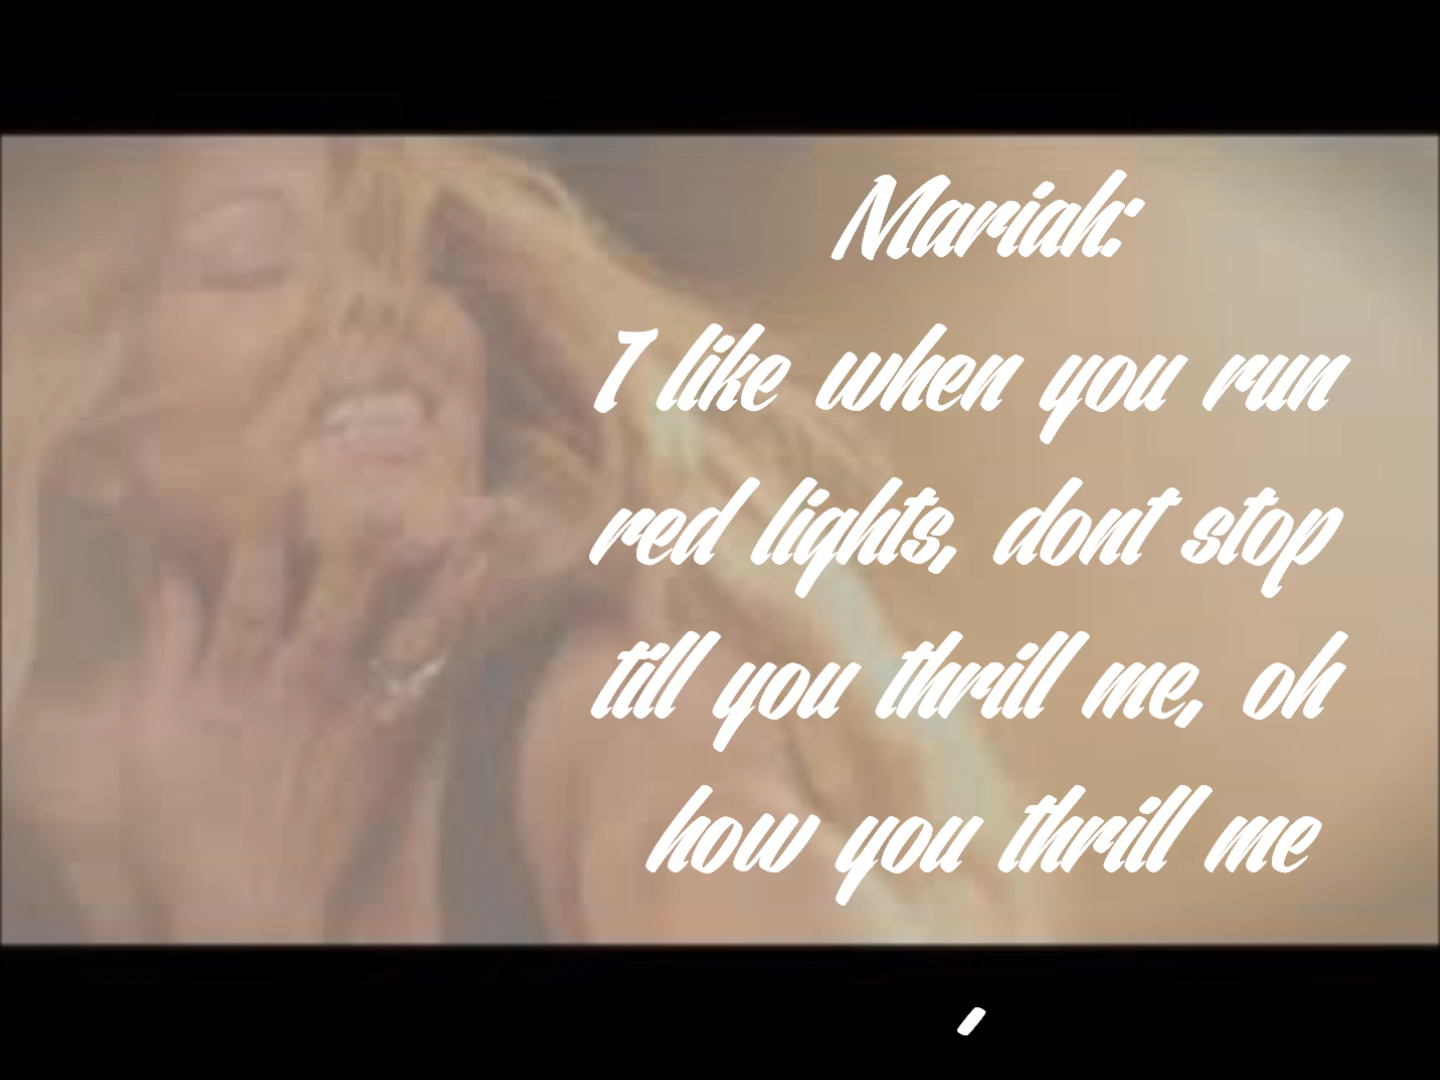 Mariah:
I like when you run
red lights, dont stop
till you thrill me, oh
how you thrill me